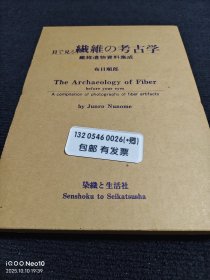 目で見る繊維の考古学
繊維遺物資料集成
布目順郎
The Archaeology of Fiber
before your eyes
A compilation of photographs of fiber artifacts
by Junro Nunome
132 0546 0026(+v)
包邮 有发票
染織と生活社
Senshoku to Seikatsusha
iQOO Neo10
2025.10.10 19:39